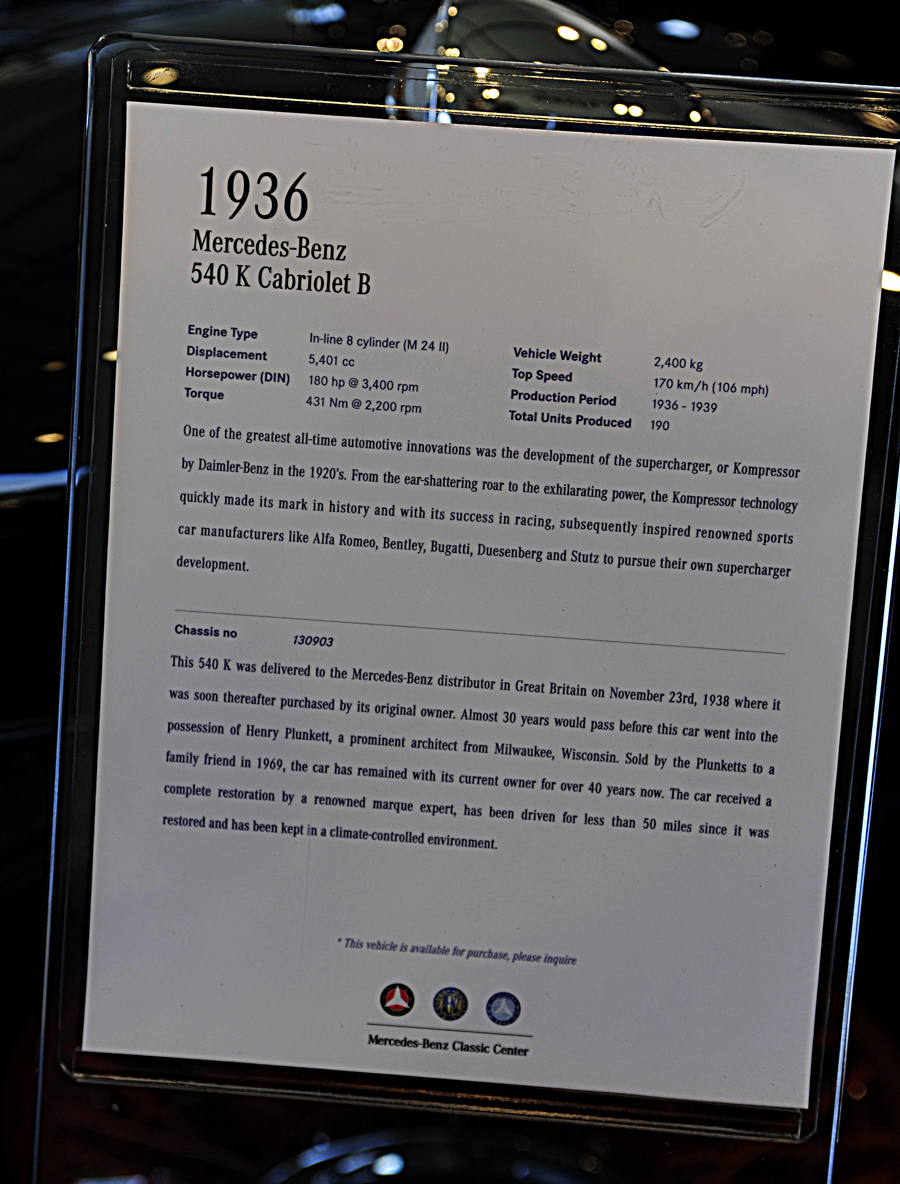 1936
Mercedes-Benz
540 K Cabriolet B
Engine Type In-line 8 cylinder (M 24 II)
Displacement 5,401 cc
Horsepower (DIN) 180 hp @ 3,400 rpm
Torque 431 Nm @ 2,200 rpm
Vehicle Weight 2,400 kg
Top Speed 170 km/h (106 mph)
Production Period 1936 - 1939
Total Units Produced 190
One of the greatest all-time automotive innovations was the development of the supercharger, or Kompressor
by Daimler-Benz in the 1920's. From the ear-shattering roar to the exhilarating power, the Kompressor technology
quickly made its mark in history and with its success in racing, subsequently inspired renowned sports
car manufacturers like Alfa Romeo, Bentley, Bugatti, Duesenberg and Stutz to pursue their own supercharger
development.
Chassis no 130903
This 540 K was delivered to the Mercedes-Benz distributor in Great Britain on November 23rd, 1938 where it
was soon thereafter purchased by its original owner. Almost 30 years would pass before this car went into the
possession of Henry Plunkett, a prominent architect from Milwaukee, Wisconsin. Sold by the Plunketts to a
family friend in 1969, the car has remained with its current owner for over 40 years now. The car received a
complete restoration by a renowned marque expert, has been driven for less than 50 miles since it was
restored and has been kept in a climate-controlled environment.
* This vehicle is available for purchase, please inquire
Mercedes-Benz Classic Center